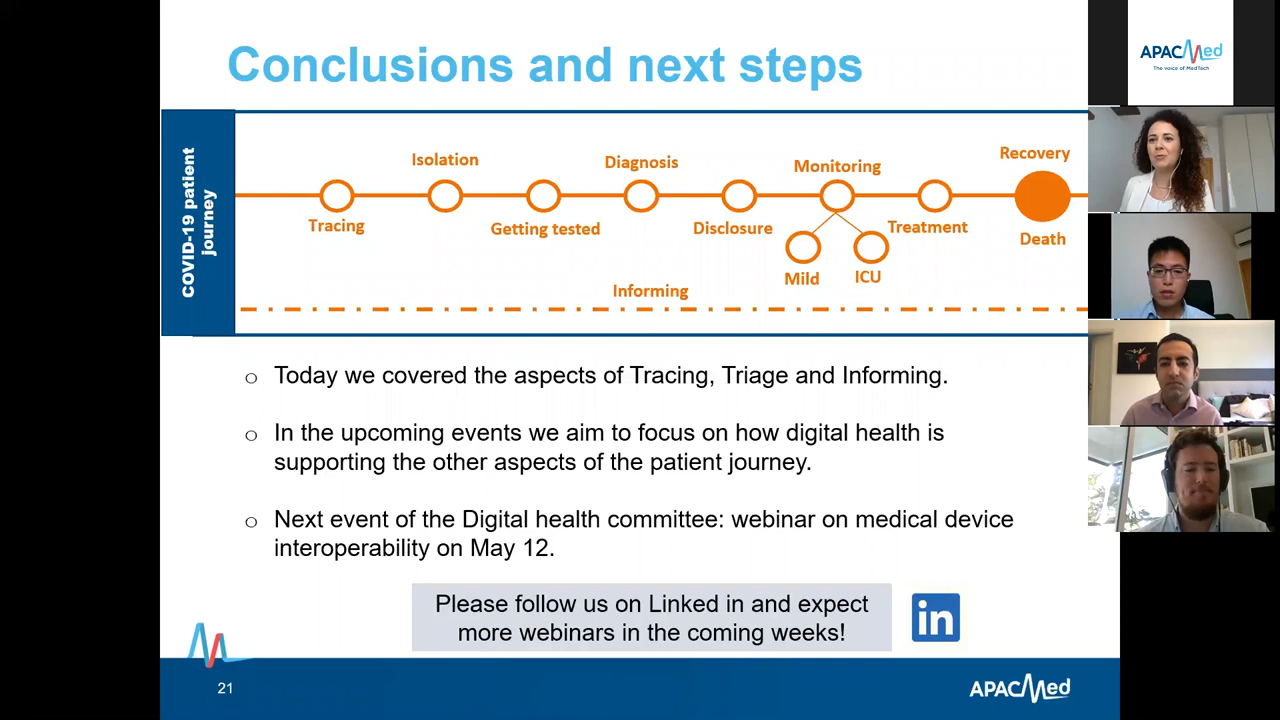 Conclusions and next steps
COVID-19 patient
journey
Isolation
Diagnosis
Monitoring
Recovery
Tracing
Getting tested
Disclosure
Treatment
Death
Mild
ICU
Informing
o Today we covered the aspects of Tracing, Triage and Informing.
o In the upcoming events we aim to focus on how digital health is
supporting the other aspects of the patient journey.
o Next event of the Digital health committee: webinar on medical device
interoperability on May 12.
Please follow us on Linked in and expect
more webinars in the coming weeks!
in
21
APACMed
APACMed
The voice of MedTech